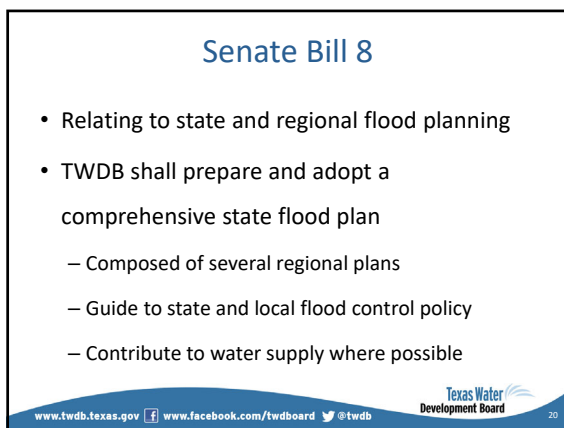 Senate Bill 8
• Relating to state and regional flood planning
• TWDB shall prepare and adopt a
comprehensive state flood plan
– Composed of several regional plans
– Guide to state and local flood control policy
– Contribute to water supply where possible
www.twdb.texas.gov f www.facebook.com/twdboard @twdb
Texas Water
Development Board
20